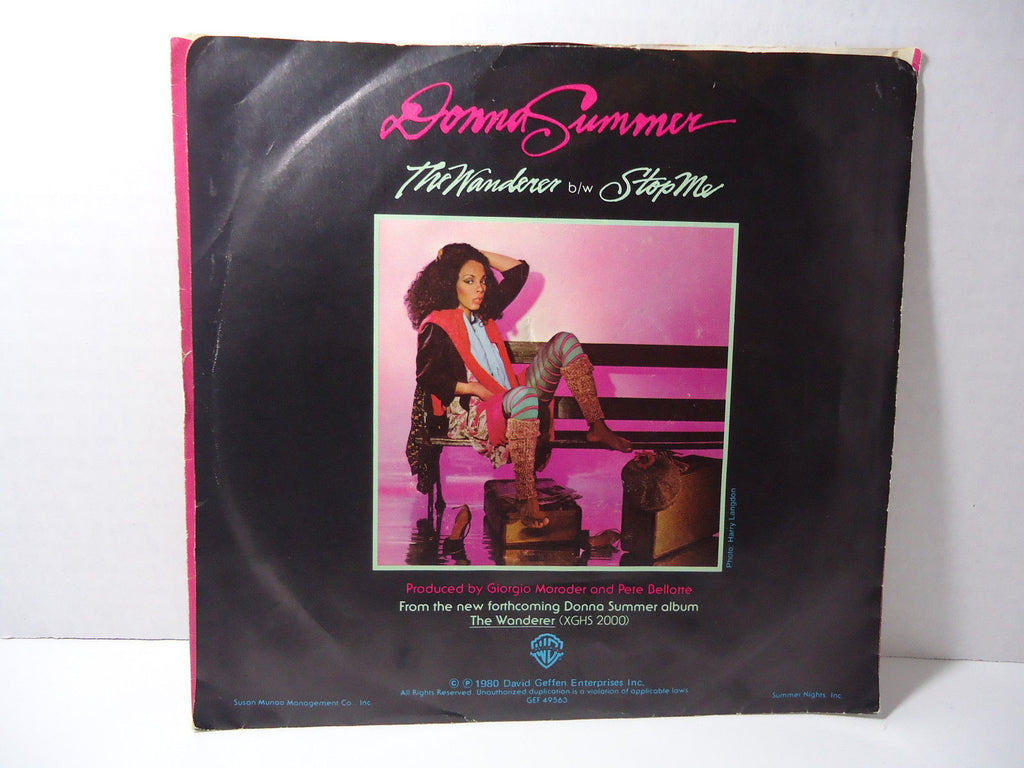 Donna Summer
The Wanderer b/w Stop Me
Photo: Harry Langdon
Produced by Giorgio Moroder and Pete Bellotte
From the new forthcoming Donna Summer album
The Wanderer (XGHS 2000)
© ℗ 1980 David Geffen Enterprises Inc.
All Rights Reserved. Unauthorized duplication is a violation of applicable laws
GEF 49563
Susan Munao Management Co., Inc.
Summer Nights, Inc.